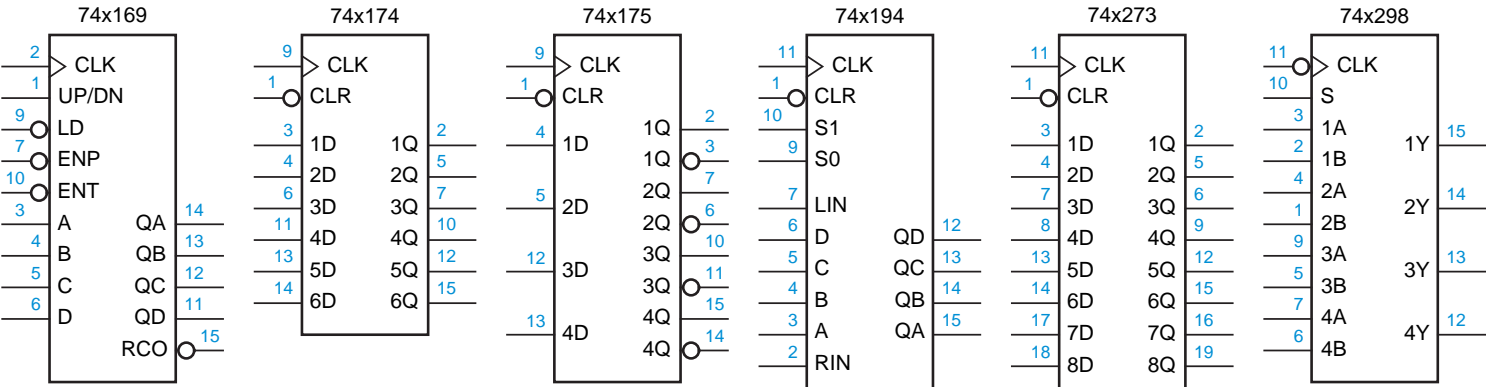 74x169
2 CLK
1 UP/DN
9 LD
7 ENP
10 ENT
3 A QA 14
4 B QB 13
5 C QC 12
6 D QD 11
RCO 15
74x174
9 CLK
1 CLR
3 1D 1Q 2
4 2D 2Q 5
6 3D 3Q 7
11 4D 4Q 10
13 5D 5Q 12
14 6D 6Q 15
74x175
9 CLK
1 CLR
1Q 2
4 1D 1Q 3
2Q 7
5 2D 2Q 6
3Q 10
12 3D 3Q 11
4Q 15
13 4D 4Q 14
74x194
11 CLK
1 CLR
10 S1
9 S0
7 LIN
6 D QD 12
5 C QC 13
4 B QB 14
3 A QA 15
2 RIN
74x273
11 CLK
1 CLR
3 1D 1Q 2
4 2D 2Q 5
7 3D 3Q 6
8 4D 4Q 9
13 5D 5Q 12
14 6D 6Q 15
17 7D 7Q 16
18 8D 8Q 19
74x298
11 CLK
10 S
3 1A 1Y 15
2 1B
4 2A 2Y 14
1 2B
9 3A 3Y 13
5 3B
7 4A 4Y 12
6 4B